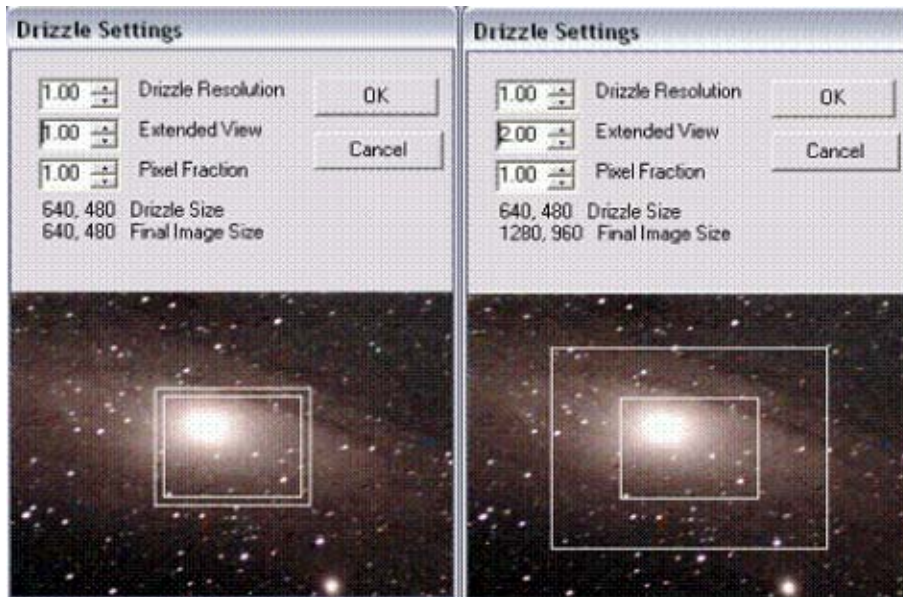 Drizzle Settings
1.00 Drizzle Resolution OK
1.00 Extended View Cancel
1.00 Pixel Fraction
640, 480 Drizzle Size
640, 480 Final Image Size
Drizzle Settings
1.00 Drizzle Resolution OK
2.00 Extended View Cancel
1.00 Pixel Fraction
640, 480 Drizzle Size
1280, 960 Final Image Size